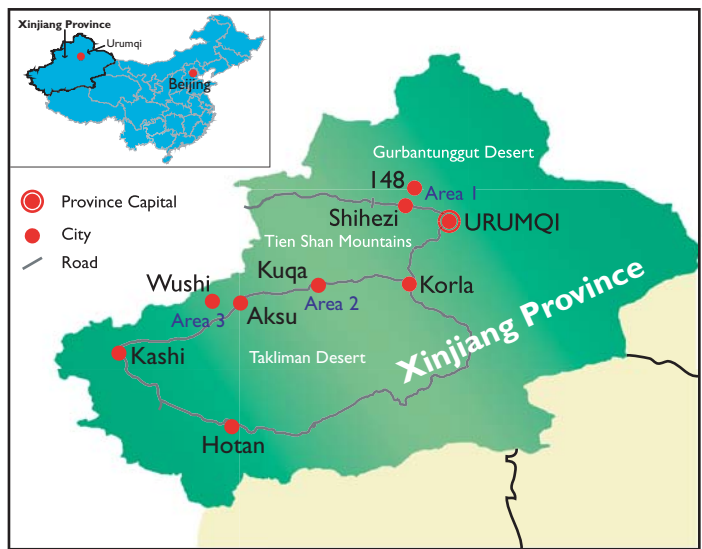 Xinjiang Province
Urumqi
Beijing
Province Capital
City
Road
Gurbantunggut Desert
148
Area 1
Shihezi
URUMQI
Tien Shan Mountains
Kuqa
Korla
Wushi
Area 2
Area 3
Aksu
Xinjiang Province
Kashi
Takliman Desert
Hotan